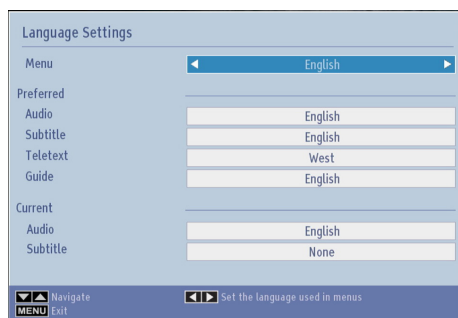 Language Settings
Menu English
Preferred
Audio English
Subtitle English
Teletext West
Guide English
Current
Audio English
Subtitle None
Navigate Set the language used in menus
MENU Exit